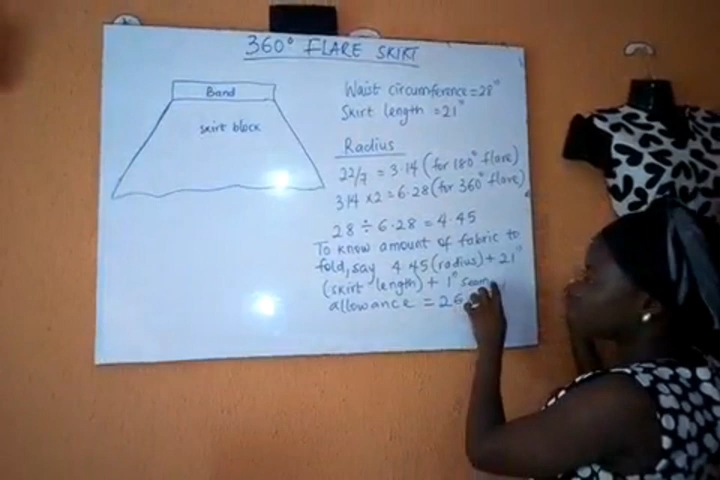 360° FLARE SKIRT
Band
skirt block
Waist circumference = 28"
Skirt length = 21"
Radius
22/7 = 3.14 (for 180° flare)
3.14 x 2 = 6.28 (for 360° flare)
28 ÷ 6.28 = 4.45
To know amount of fabric to
fold, say 4.45 (radius) + 21"
(skirt length) + 1" seam
allowance = 26